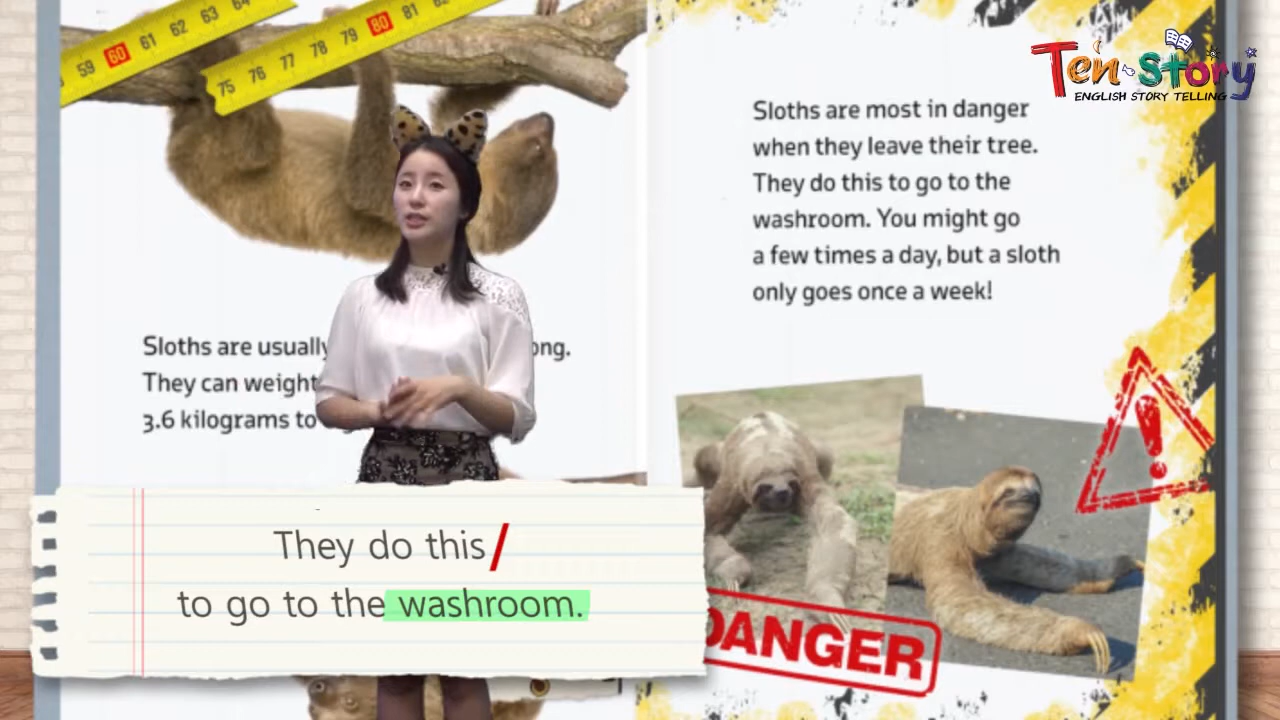 59 60 61 62 63 64
75 76 77 78 79 80 81
Ten Story
ENGLISH STORY TELLING
Sloths are most in danger
when they leave their tree.
They do this to go to the
washroom. You might go
a few times a day, but a sloth
only goes once a week!
Sloths are usually
They can weight
3.6 kilograms to
They do this/
to go to the washroom.
DANGER